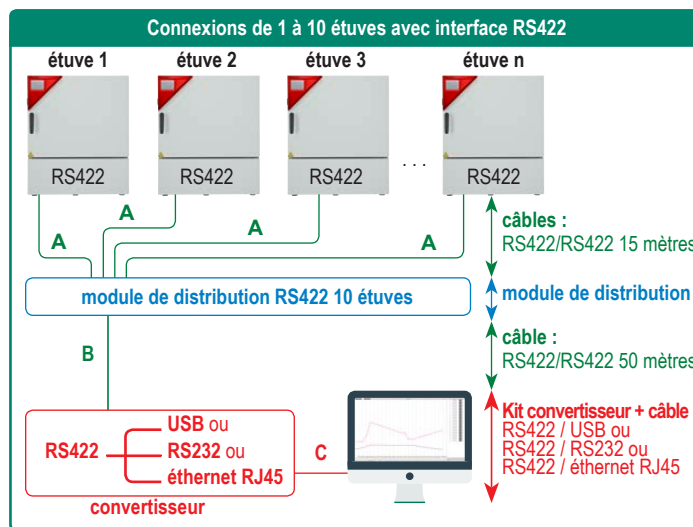 Connexions de 1 à 10 étuves avec interface RS422
étuve 1
étuve 2
étuve 3
étuve n
RS422
RS422
RS422
. . .
RS422
A
A
A
A
câbles :
RS422/RS422 15 mètres
module de distribution RS422 10 étuves
module de distribution
B
câble :
RS422/RS422 50 mètres
RS422
USB ou
RS232 ou
éthernet RJ45
convertisseur
C
Kit convertisseur + câble
RS422 / USB ou
RS422 / RS232 ou
RS422 / éthernet RJ45